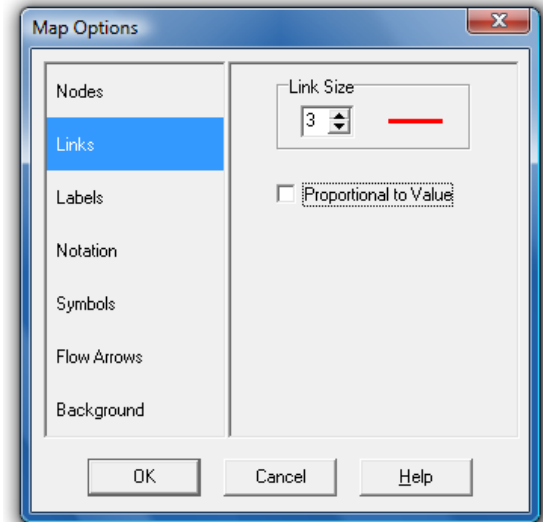 Map Options
Nodes
Links
Labels
Notation
Symbols
Flow Arrows
Background
Link Size
3
Proportional to Value
OK
Cancel
Help